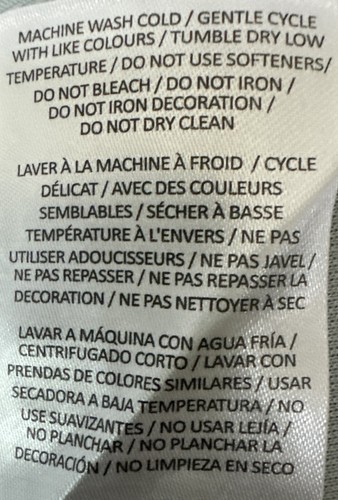 MACHINE WASH COLD / GENTLE CYCLE
WITH LIKE COLOURS / TUMBLE DRY LOW
TEMPERATURE / DO NOT USE SOFTENERS/
DO NOT BLEACH / DO NOT IRON /
DO NOT IRON DECORATION /
DO NOT DRY CLEAN
LAVER À LA MACHINE À FROID / CYCLE
DÉLICAT / AVEC DES COULEURS
SEMBLABLES / SÉCHER À BASSE
TEMPÉRATURE À L'ENVERS / NE PAS
UTILISER ADOUCISSEURS / NE PAS JAVEL /
NE PAS REPASSER / NE PAS REPASSER LA
DECORATION / NE PAS NETTOYER À SEC
LAVAR A MÁQUINA CON AGUA FRÍA /
CENTRIFUGADO CORTO / LAVAR CON
PRENDAS DE COLORES SIMILARES / USAR
SECADORA A BAJA TEMPERATURA / NO
USE SUAVIZANTES / NO USAR LEJÍA /
NO PLANCHAR / NO PLANCHAR LA
DECORACIÓN / NO LIMPIEZA EN SECO